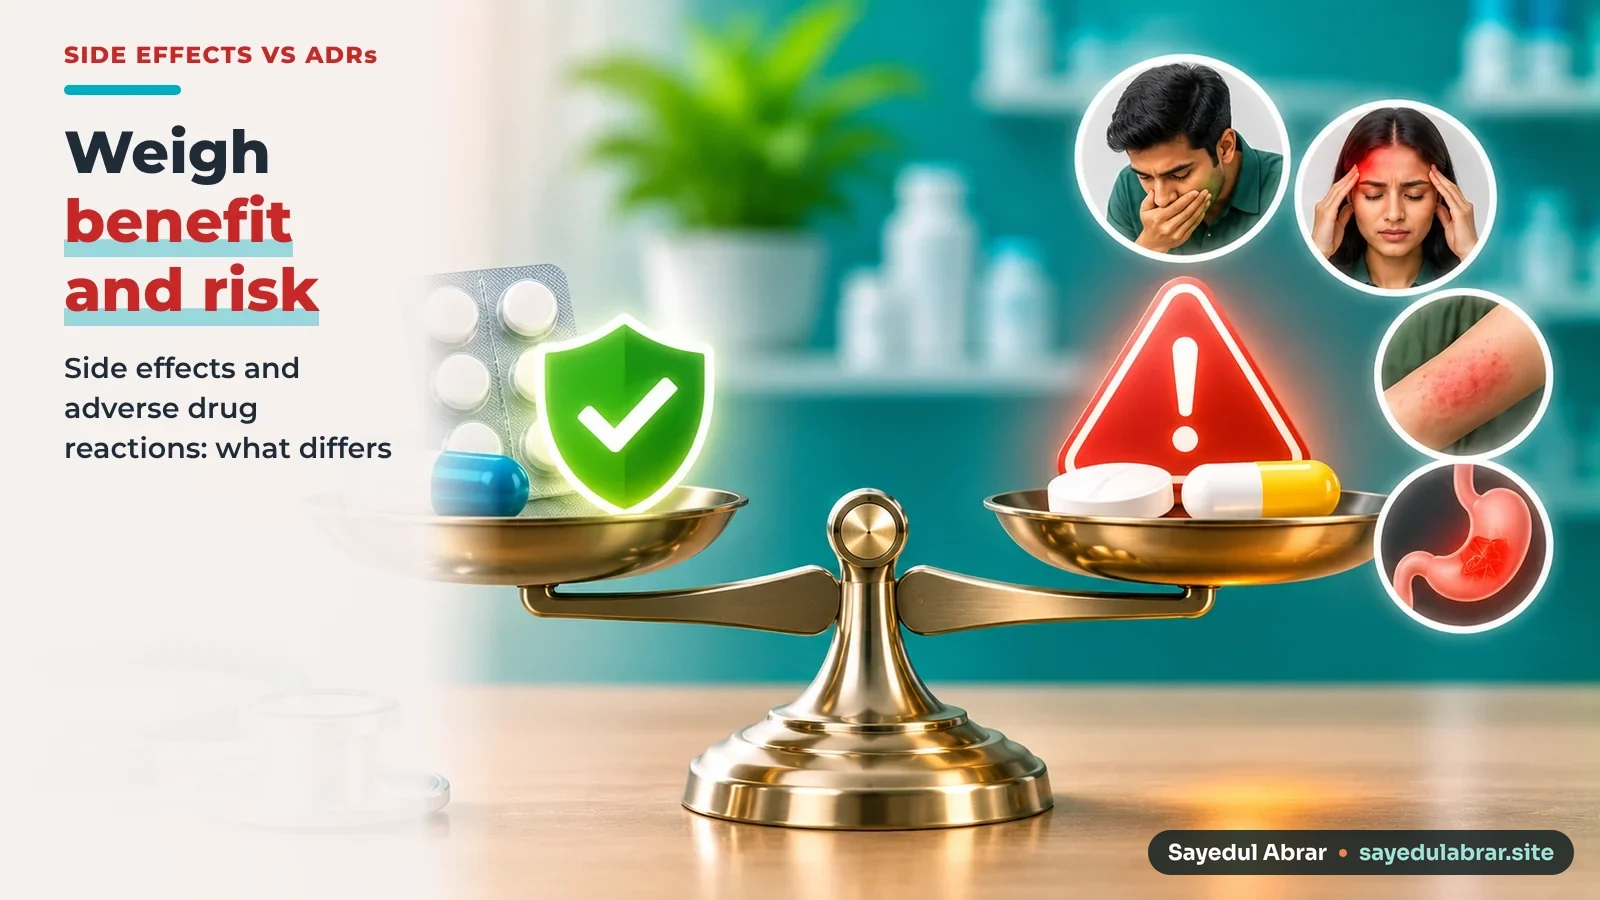 SIDE EFFECTS VS ADRs
Weigh
benefit
and risk
Side effects and
adverse drug
reactions: what differs
Sayedul Abrar • sayedulabrar.site